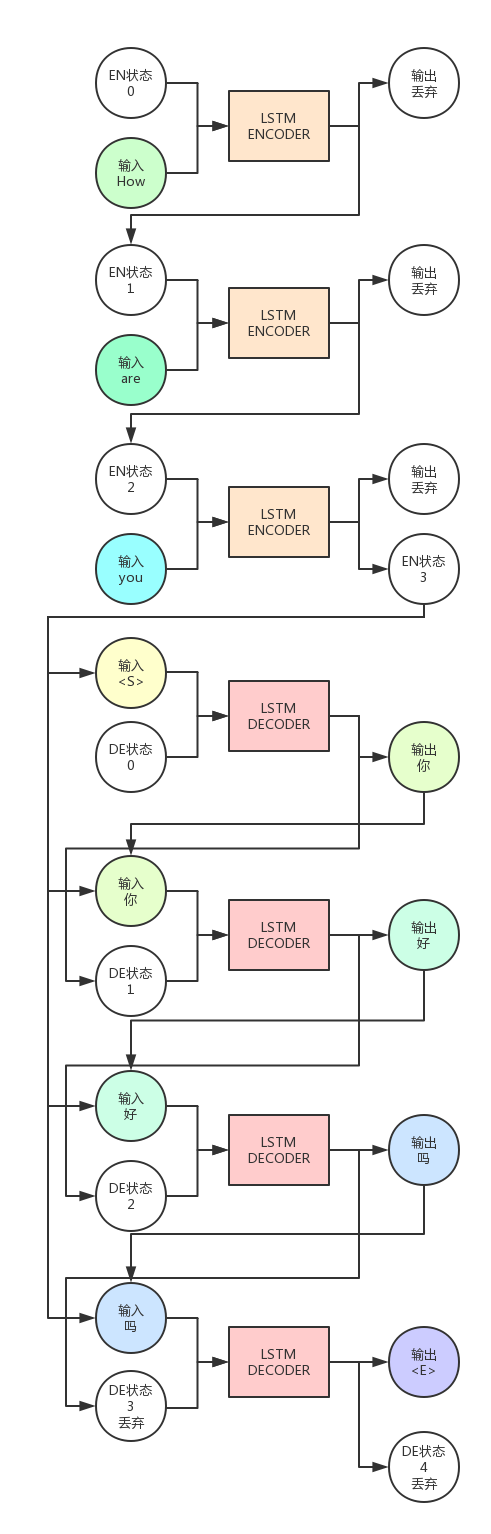 EN状态
0
输出
丢弃
LSTM
ENCODER
输入
How
EN状态
1
输出
丢弃
LSTM
ENCODER
输入
are
EN状态
2
输出
丢弃
LSTM
ENCODER
输入
you
EN状态
3
输入
<S>
LSTM
DECODER
DE状态
0
输出
你
输入
你
LSTM
DECODER
输出
好
DE状态
1
输入
好
LSTM
DECODER
输出
吗
DE状态
2
输入
吗
LSTM
DECODER
输出
<E>
DE状态
3
丢弃
DE状态
4
丢弃